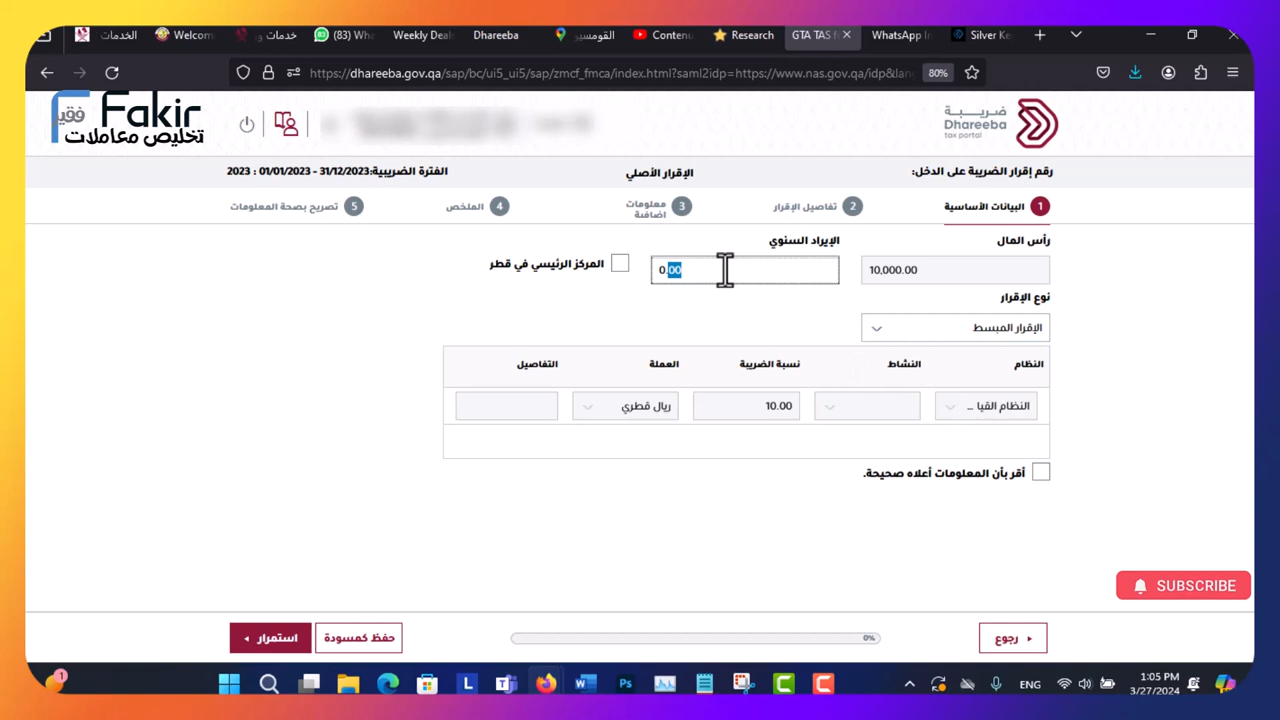 الخدمات
Welcom
خدمات و
(83) Wha
Weekly Deal
Dhareeba
القومسيو
Contenu
Research
GTA TAS f
WhatsApp In
Silver Ke
https://dhareeba.gov.qa/sap/bc/ui5_ui5/sap/zmcf_fmca/index.html?saml2idp=https://www.nas.gov.qa/idp&lang
80%
Fakir
فقير
تخليص معاملات
ضريبة
Dhareeba
tax portal
رقم إقرار الضريبة على الدخل:
الإقرار الأصلي
الفترة الضريبية:31/12/2023 - 01/01/2023 : 2023
1 البيانات الأساسية
2 تفاصيل الإقرار
3 معلومات اضافية
4 الملخص
5 تصريح بصحة المعلومات
رأس المال
الإيراد السنوي
10,000.00
0.00
المركز الرئيسي في قطر
نوع الإقرار
الإقرار المبسط
النظام النشاط نسبة الضريبة العملة التفاصيل
النظام القيا ...
10.00
ريال قطري
أقر بأن المعلومات أعلاه صحيحة.
SUBSCRIBE
رجوع
0%
حفظ كمسودة
استمرار
1
ENG
1:05 PM
3/27/2024